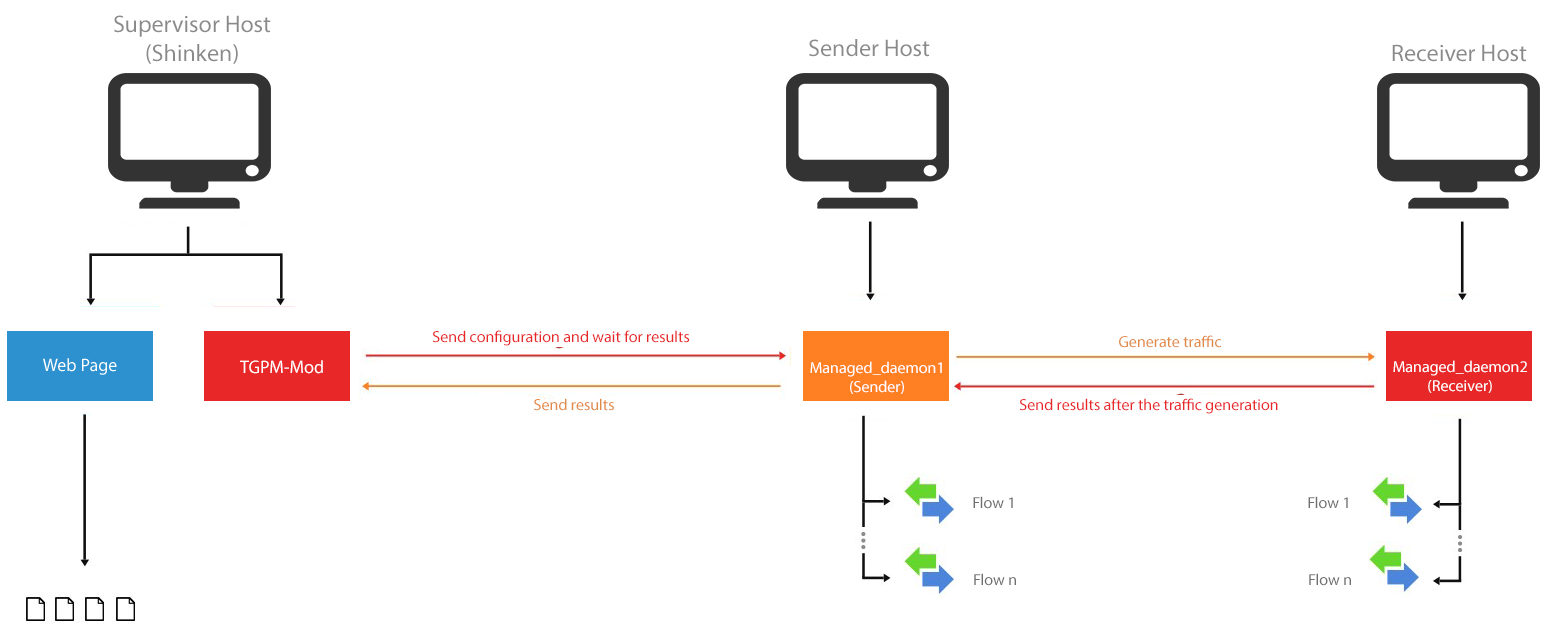 Supervisor Host
(Shinken)
Sender Host
Receiver Host
Web Page
TGPM-Mod
Send configuration and wait for results
Send results
Managed_daemon1
(Sender)
Generate traffic
Send results after the traffic generation
Managed_daemon2
(Receiver)
Flow 1
Flow 1
Flow n
Flow n